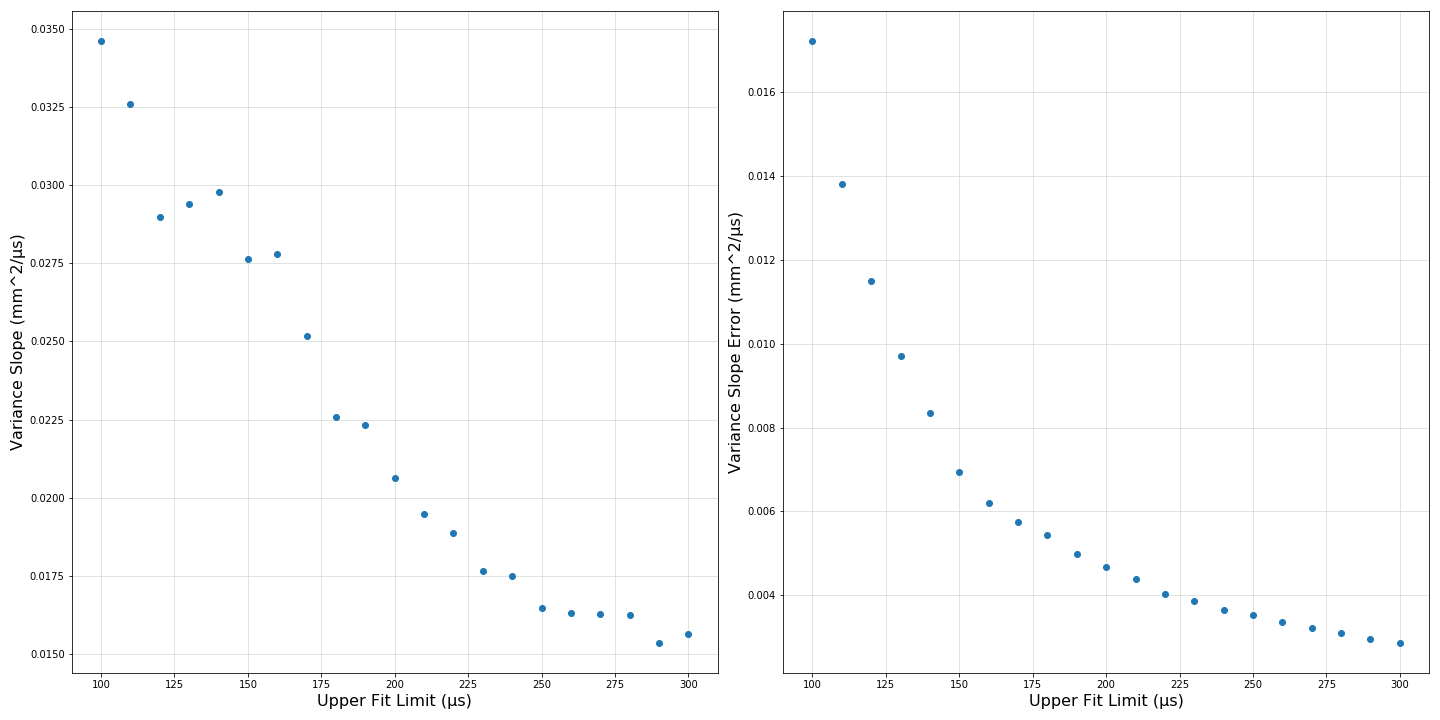 0.0350
0.0325
0.0300
0.0275
0.0250
0.0225
0.0200
0.0175
0.0150
Variance Slope (mm^2/μs)
100 125 150 175 200 225 250 275 300
Upper Fit Limit (μs)
0.016
0.014
0.012
0.010
0.008
0.006
0.004
Variance Slope Error (mm^2/μs)
100 125 150 175 200 225 250 275 300
Upper Fit Limit (μs)